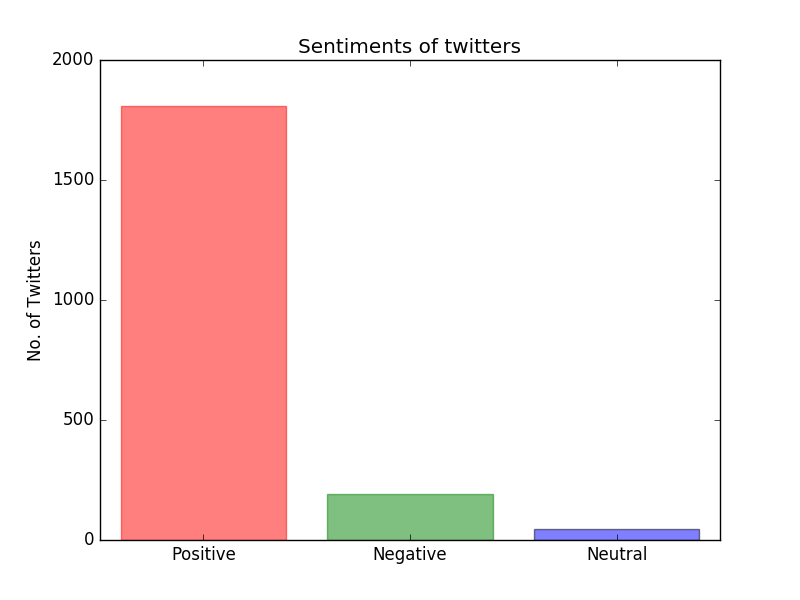 Sentiments of twitters
2000
1500
1000
500
0
No. of Twitters
Positive
Negative
Neutral